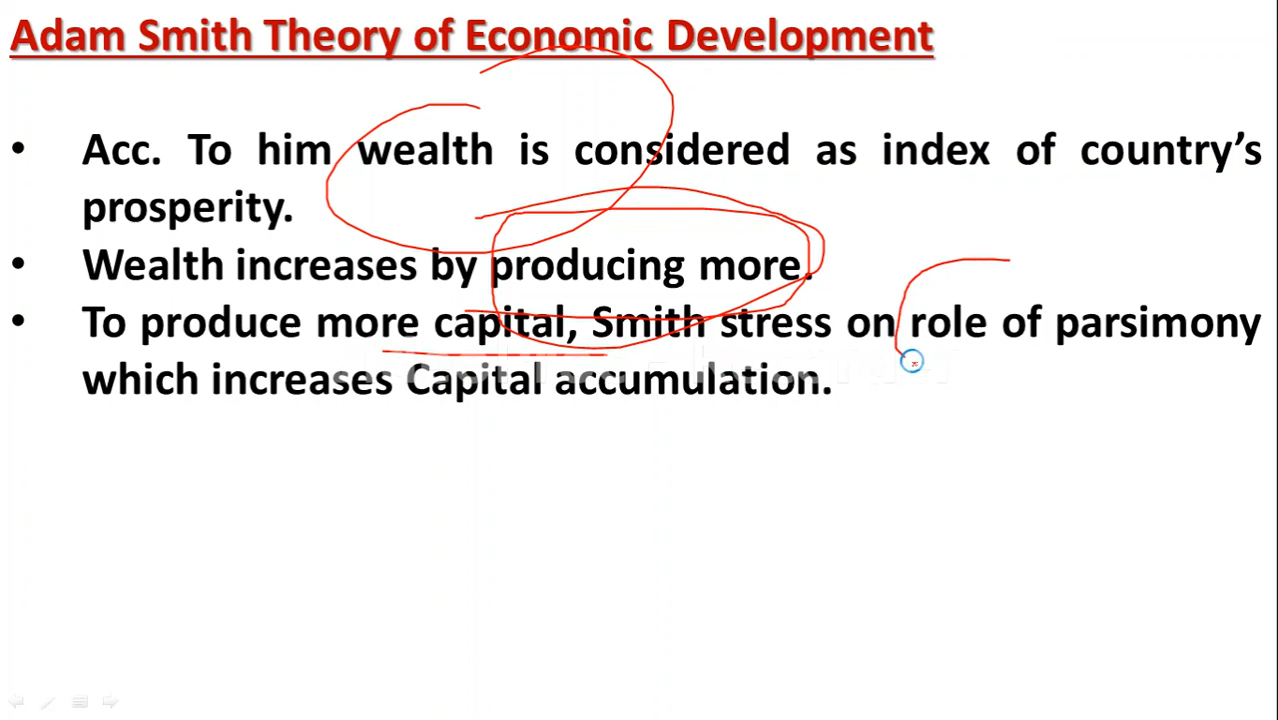 Adam Smith Theory of Economic Development
• Acc. To him wealth is considered as index of country’s
prosperity.
• Wealth increases by producing more.
• To produce more capital, Smith stress on role of parsimony
which increases Capital accumulation.